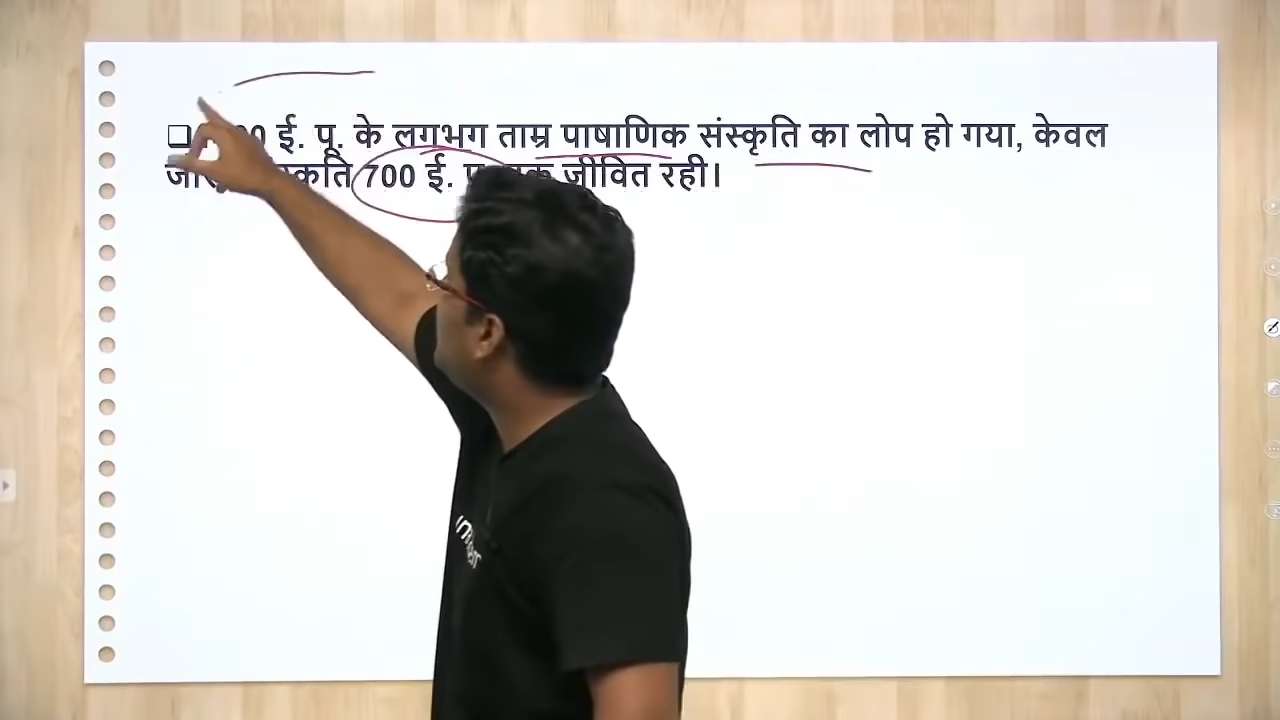 ई. पू. के लगभग ताम्र पाषाणिक संस्कृति का लोप हो गया, केवल
700 ई. जीवित रही।